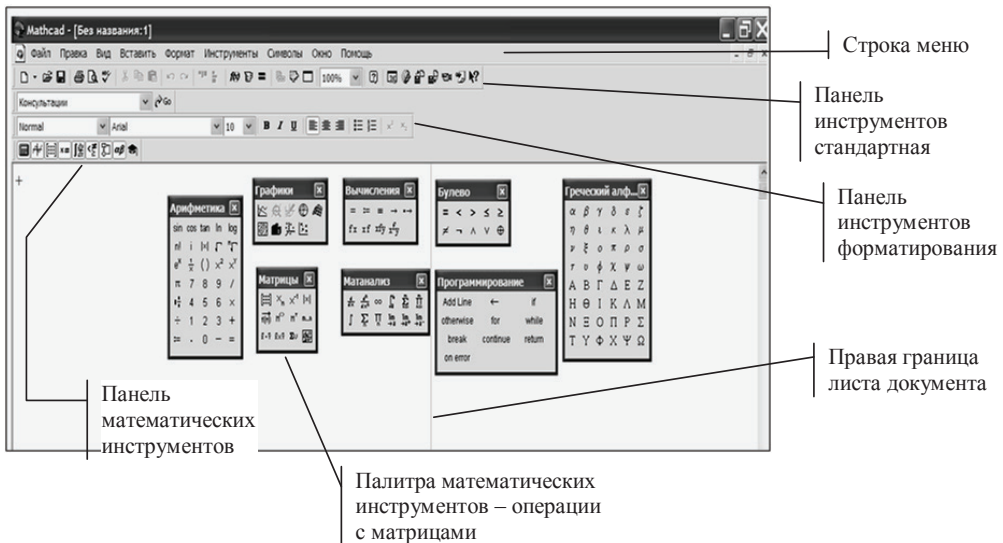 Mathcad - [Без названия:1]
Файл Правка Вид Вставить Формат Инструменты Символы Окно Помощь
100%
Консультации Go
Normal Arial 10 B I U
Строка меню
Панель
инструментов
стандартная
Панель
инструментов
форматирования
Арифметика
sin cos tan ln log
n! i |x|
( ) x² xʸ
π 7 8 9 /
4 5 6 ×
÷ 1 2 3 +
:= . 0 − =
Графики
Вычисления
= := ≡ → •→
fx xf xfy
Булево
= < > ≤ ≥
≠ ¬ ∧ ∨ ⊕
Греческий алф...
α β γ δ ε ζ
η θ ι κ λ μ
ν ξ ο π ρ σ
τ υ φ χ ψ ω
Α Β Γ Δ Ε Ζ
Η Θ Ι Κ Λ Μ
Ν Ξ Ο Π Ρ Σ
Τ Υ Φ Χ Ψ Ω
Матрицы
Матанализ
Программирование
Add Line ← if
otherwise for while
break continue return
on error
Правая граница
листа документа
Панель
математических
инструментов
Палитра математических
инструментов – операции
с матрицами